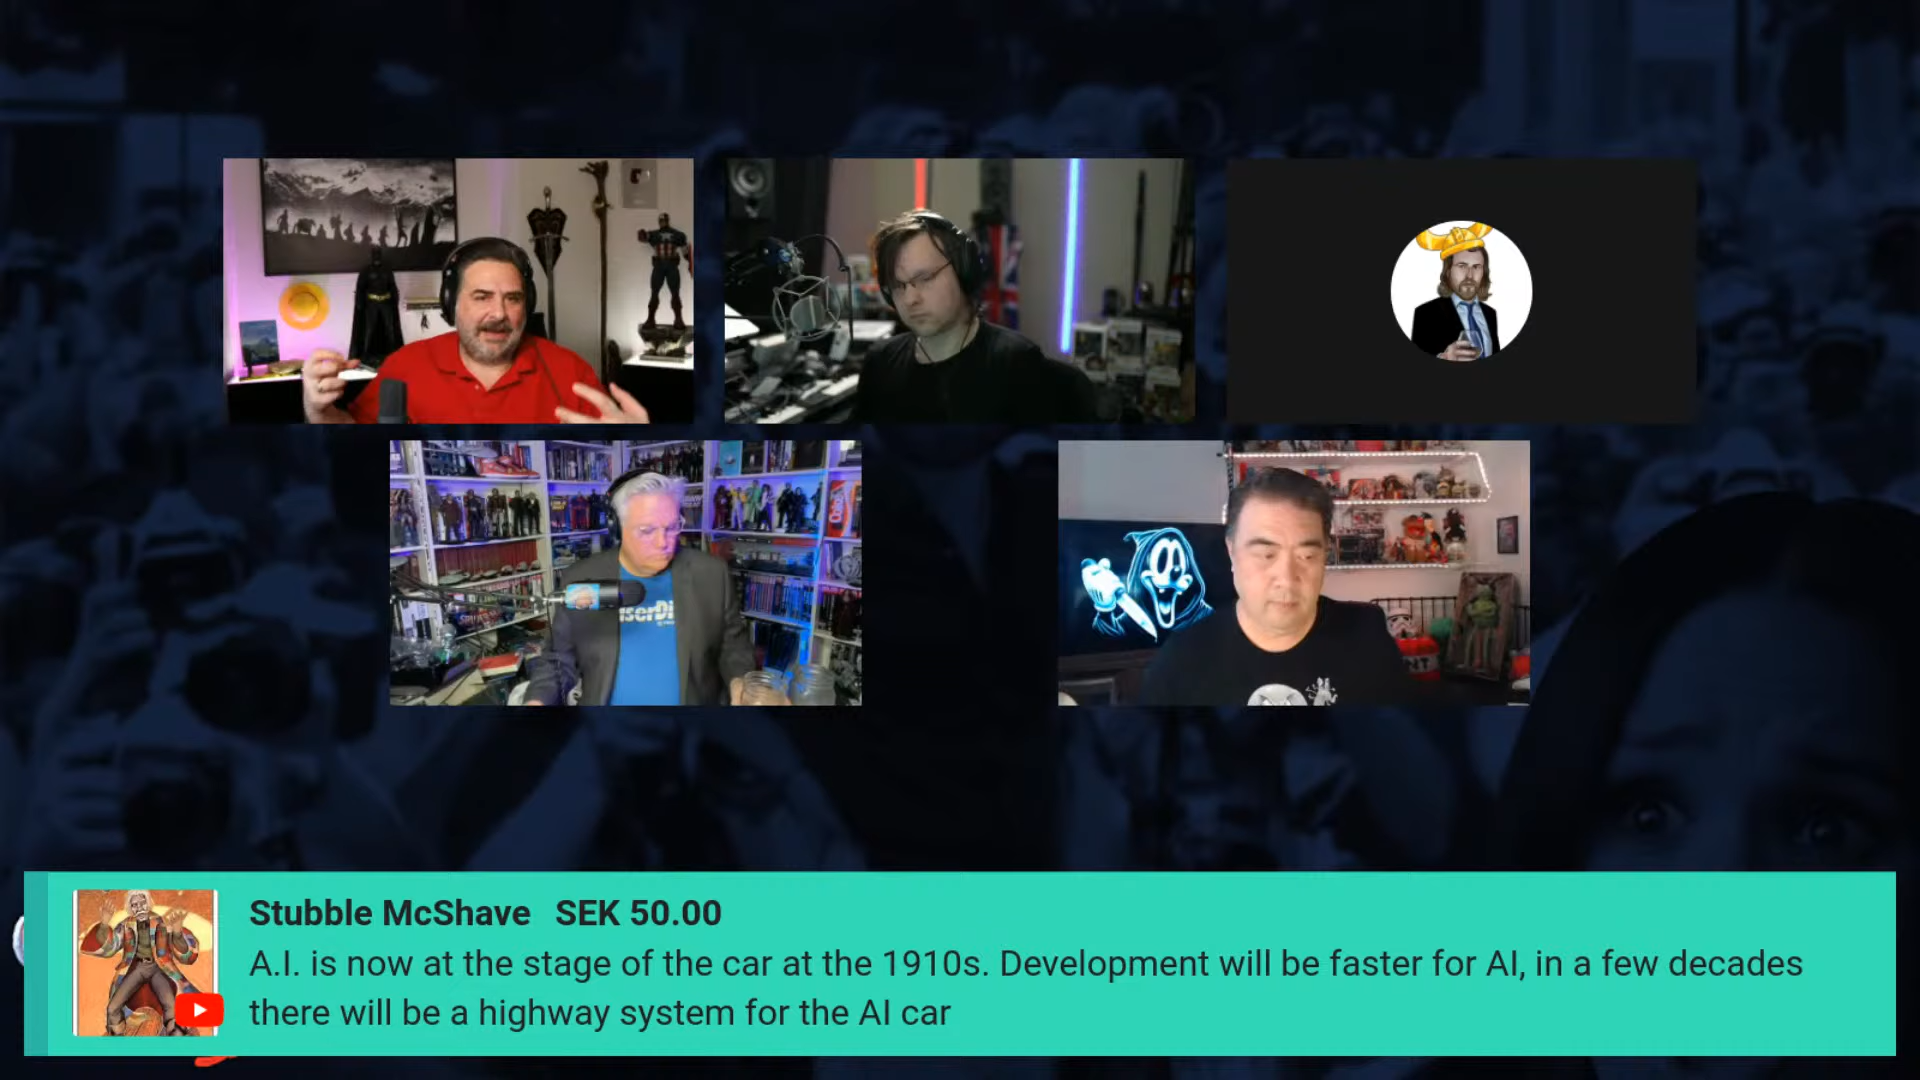 Stubble McShave SEK 50.00
A.I. is now at the stage of the car at the 1910s. Development will be faster for AI, in a few decades
there will be a highway system for the AI car